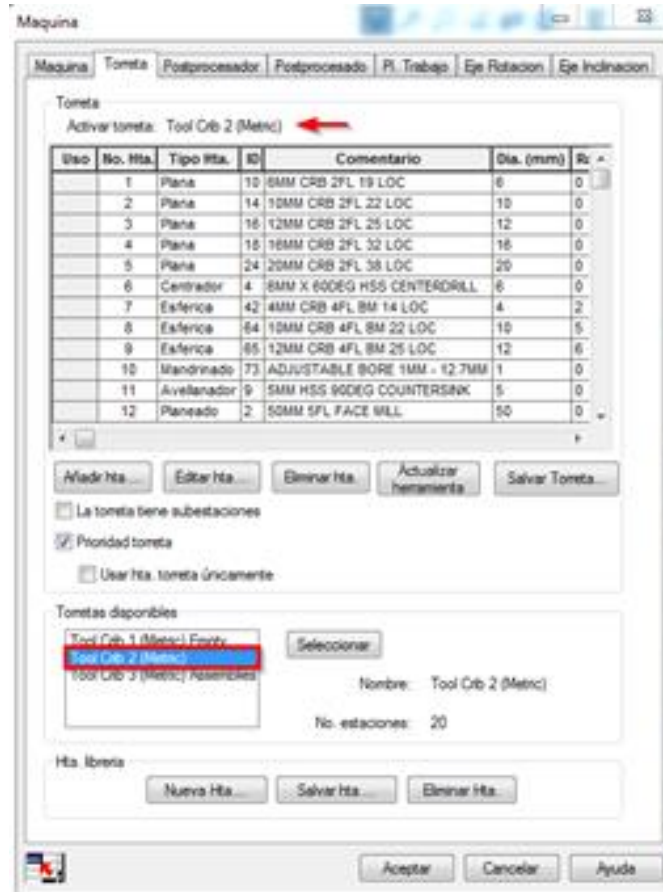 Maquina
Maquina Torreta Postprocesador Postprocesado Pl. Trabajo Eje Rotacion Eje Inclinacion
Torreta
Activar torreta: Tool Crib 2 (Metric)
Uso No. Hta. Tipo Hta. ID Comentario Dia. (mm)
1 Plana 10 6MM CRB 2FL 19 LOC 6 0
2 Plana 14 10MM CRB 2FL 22 LOC 10 0
3 Plana 16 12MM CRB 2FL 25 LOC 12 0
4 Plana 18 16MM CRB 2FL 32 LOC 16 0
5 Plana 24 20MM CRB 2FL 38 LOC 20 0
6 Centrador 4 6MM X 60DEG HSS CENTERDRILL 6 0
7 Esferica 42 4MM CRB 4FL BM 14 LOC 4 2
8 Esferica 64 10MM CRB 4FL BM 22 LOC 10 5
9 Esferica 65 12MM CRB 4FL BM 25 LOC 12 6
10 Mandrinado 73 ADJUSTABLE BORE 1MM - 12.7MM 1 0
11 Avellanador 9 5MM HSS 90DEG COUNTERSINK 5 0
12 Planeado 2 50MM 5FL FACE MILL 50 0
Añadir hta.... Editar hta.... Eliminar hta. Actualizar herramienta Salvar Torreta...
La torreta tiene subestaciones
Prioridad torreta
Usar hta. torreta únicamente
Torretas disponibles
Tool Crib 1 (Metric) Empty
Tool Crib 2 (Metric)
Tool Crib 3 (Metric) Assemblies
Seleccionar
Nombre: Tool Crib 2 (Metric)
No. estaciones: 20
Hta. libreria
Nueva Hta.... Salvar hta.... Eliminar Hta.
Aceptar Cancelar Ayuda